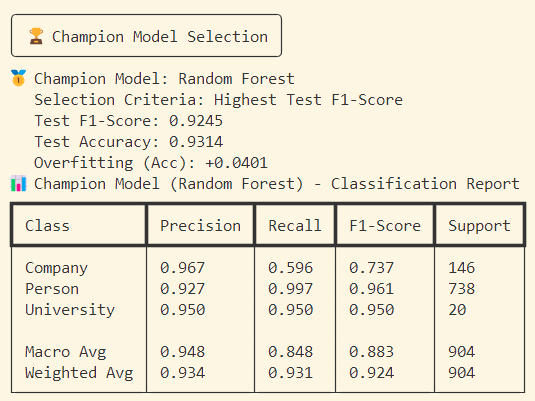 🏆 Champion Model Selection
🥇 Champion Model: Random Forest
Selection Criteria: Highest Test F1-Score
Test F1-Score: 0.9245
Test Accuracy: 0.9314
Overfitting (Acc): +0.0401
📊 Champion Model (Random Forest) - Classification Report
Class Precision Recall F1-Score Support
Company 0.967 0.596 0.737 146
Person 0.927 0.997 0.961 738
University 0.950 0.950 0.950 20
Macro Avg 0.948 0.848 0.883 904
Weighted Avg 0.934 0.931 0.924 904